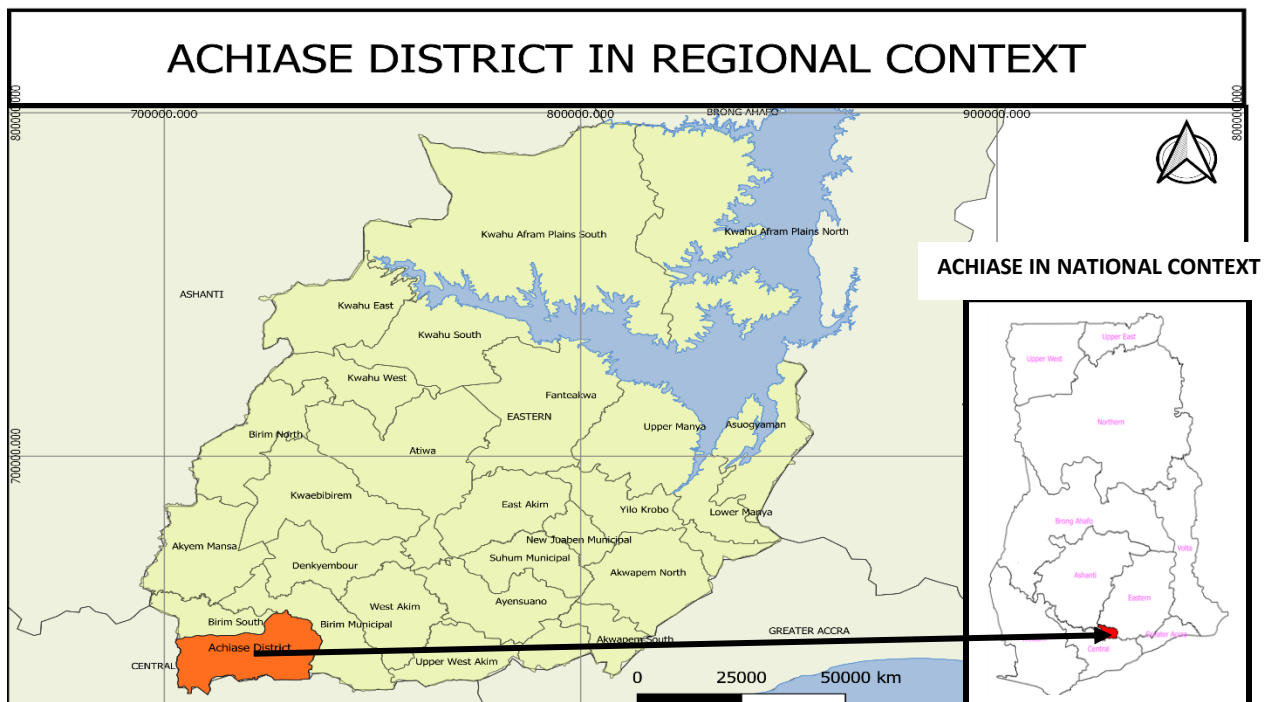 ACHIASE DISTRICT IN REGIONAL CONTEXT
700000.000
800000.000
BRONG AHAFO
900000.000
800000.000
800000.000
Kwahu Afram Plains South
Kwahu Afram Plains North
ACHIASE IN NATIONAL CONTEXT
ASHANTI
Kwahu East
Kwahu South
Kwahu West
Fanteakwa
EASTERN
Upper Manya
Asuogyaman
Birim North
Atiwa
700000.000
Kwaebibirem
East Akim
Yilo Krobo
Lower Manya
Akyem Mansa
New Juaben Municipal
Suhum Municipal
Denkyembour
Akwapem North
West Akim
Ayensuano
Birim South
Birim Municipal
Akwapem South
GREATER ACCRA
Achiase District
CENTRAL
Upper West Akim
0 25000 50000 km
Upper East
Upper West
Northern
Brong Ahafo
Volta
Ashanti
Eastern
Greater Accra
Central